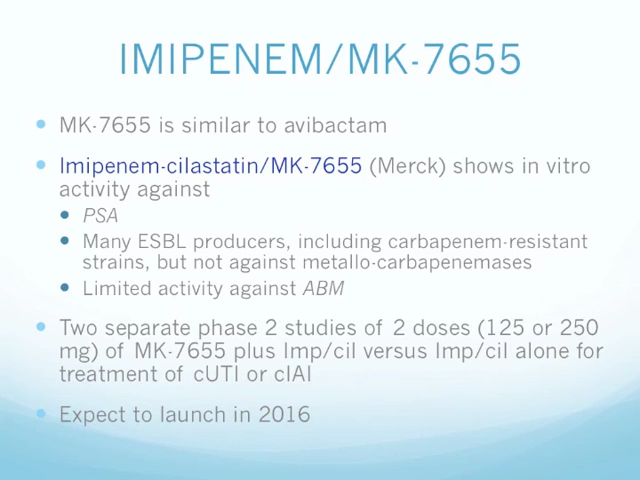 IMIPENEM/MK-7655
MK-7655 is similar to avibactam
Imipenem-cilastatin/MK-7655 (Merck) shows in vitro
activity against
PSA
Many ESBL producers, including carbapenem-resistant
strains, but not against metallo-carbapenemases
Limited activity against ABM
Two separate phase 2 studies of 2 doses (125 or 250
mg) of MK-7655 plus Imp/cil versus Imp/cil alone for
treatment of cUTI or cIAI
Expect to launch in 2016